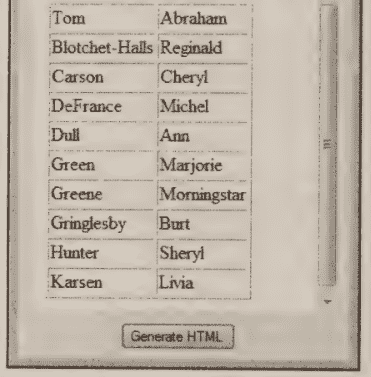 Tom Abraham
Blotchet-Halls Reginald
Carson Cheryl
DeFrance Michel
Dull Ann
Green Marjorie
Greene Morningstar
Gringlesby Burt
Hunter Sheryl
Karsen Livia
Generate HTML